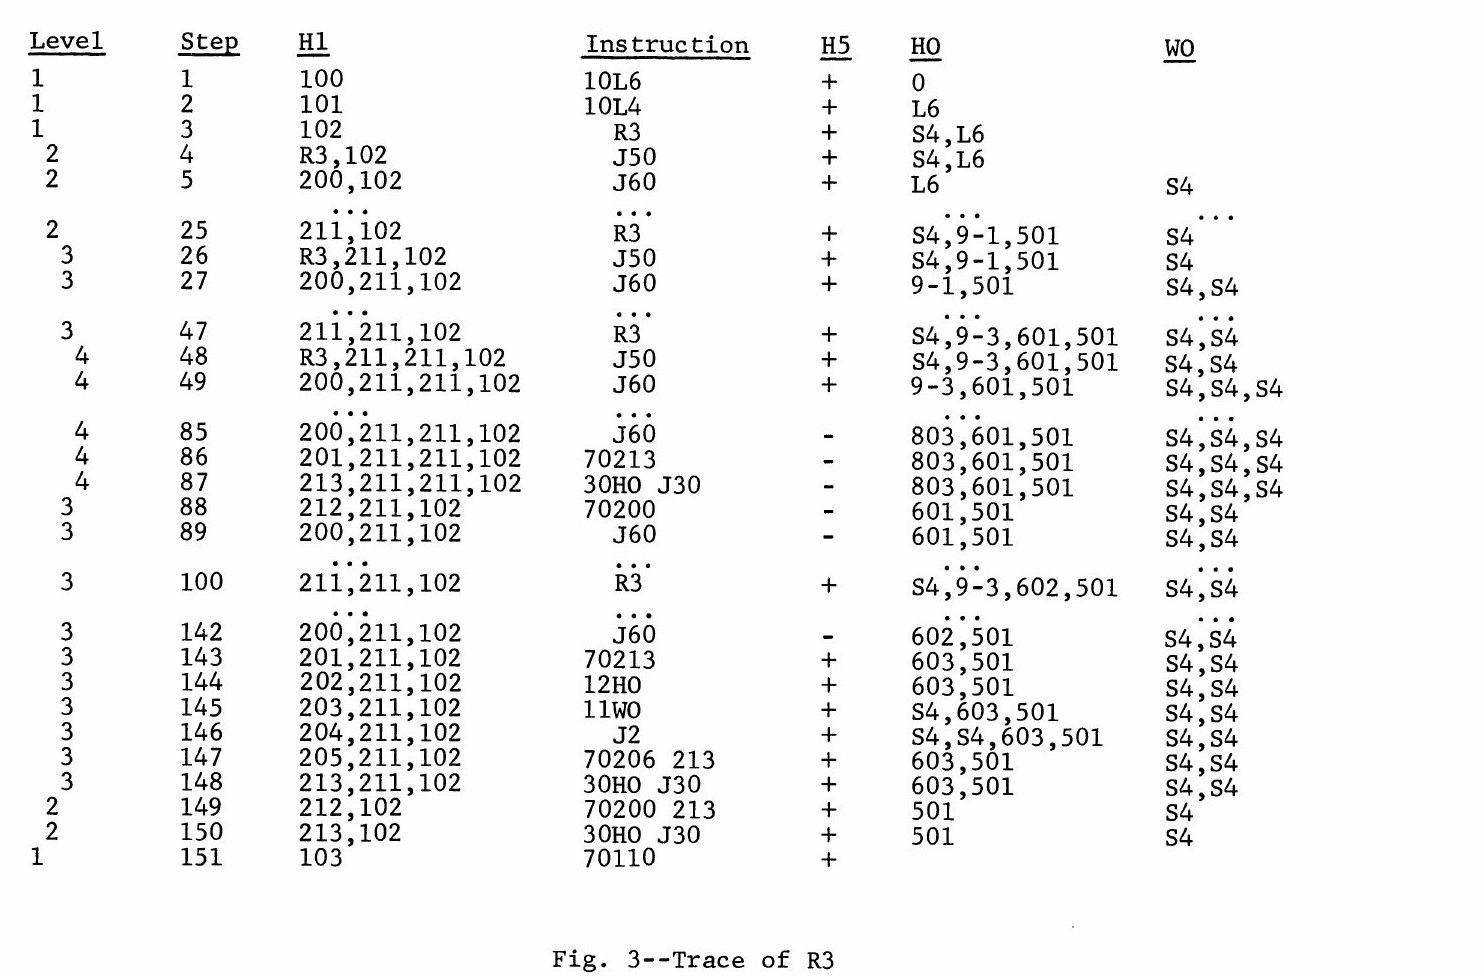 Level Step H1 Instruction H5 H0 W0
1 1 100 10L6 + 0
1 2 101 10L4 + L6
1 3 102 R3 + S4,L6
2 4 R3,102 J50 + S4,L6
2 5 200,102 J60 + L6 S4
... ... ... ...
2 25 211,102 R3 + S4,9-1,501 S4
3 26 R3,211,102 J50 + S4,9-1,501 S4
3 27 200,211,102 J60 + 9-1,501 S4,S4
... ... ... ...
3 47 211,211,102 R3 + S4,9-3,601,501 S4,S4
4 48 R3,211,211,102 J50 + S4,9-3,601,501 S4,S4
4 49 200,211,211,102 J60 + 9-3,601,501 S4,S4,S4
... ... ... ...
4 85 200,211,211,102 J60 - 803,601,501 S4,S4,S4
4 86 201,211,211,102 70213 - 803,601,501 S4,S4,S4
4 87 213,211,211,102 30H0 J30 - 803,601,501 S4,S4,S4
3 88 212,211,102 70200 - 601,501 S4,S4
3 89 200,211,102 J60 - 601,501 S4,S4
... ... ... ...
3 100 211,211,102 R3 + S4,9-3,602,501 S4,S4
... ... ... ...
3 142 200,211,102 J60 - 602,501 S4,S4
3 143 201,211,102 70213 + 603,501 S4,S4
3 144 202,211,102 12H0 + 603,501 S4,S4
3 145 203,211,102 11W0 + S4,603,501 S4,S4
3 146 204,211,102 J2 + S4,S4,603,501 S4,S4
3 147 205,211,102 70206 213 + 603,501 S4,S4
3 148 213,211,102 30H0 J30 + 603,501 S4,S4
2 149 212,102 70200 213 + 501 S4
2 150 213,102 30H0 J30 + 501 S4
1 151 103 70110 +
Fig. 3--Trace of R3